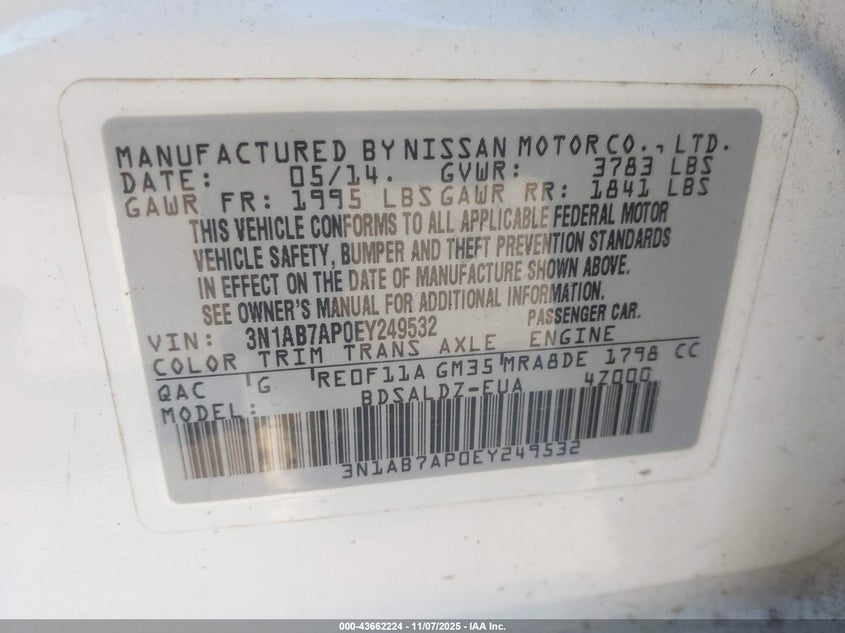 MANUFACTURED BY NISSAN MOTOR CO., LTD.
DATE: 05/14. GVWR: 3783 LBS
GAWR FR: 1995 LBS GAWR RR: 1841 LBS
THIS VEHICLE CONFORMS TO ALL APPLICABLE FEDERAL MOTOR
VEHICLE SAFETY, BUMPER AND THEFT PREVENTION STANDARDS
IN EFFECT ON THE DATE OF MANUFACTURE SHOWN ABOVE.
SEE OWNER'S MANUAL FOR ADDITIONAL INFORMATION.
VIN: 3N1AB7AP0EY249532 PASSENGER CAR.
COLOR TRIM TRANS AXLE ENGINE
QAC G RE0F11A GM35 MRA8DE 1798 CC
MODEL: BDSALDZ-EUA 4Z000
3N1AB7AP0EY249532
000-43662224 | 11/07/2025 - IAA Inc.